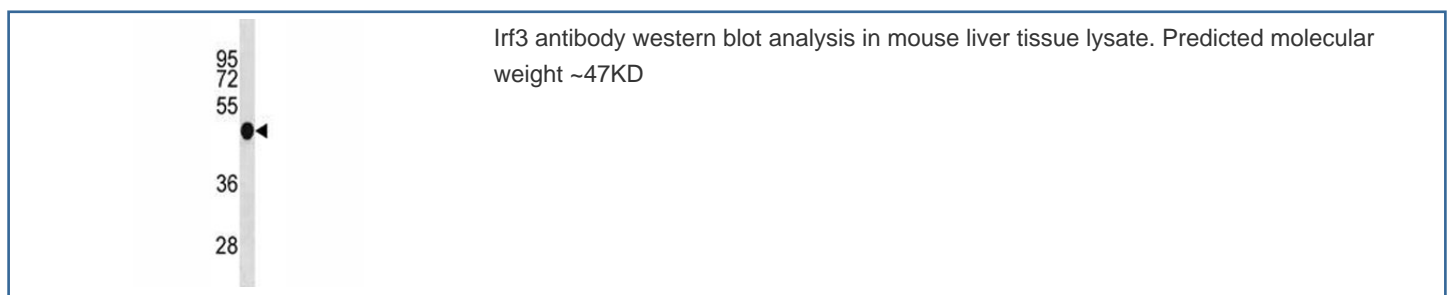 95
72
55
36
28
Irf3 antibody western blot analysis in mouse liver tissue lysate. Predicted molecular
weight ~47KD